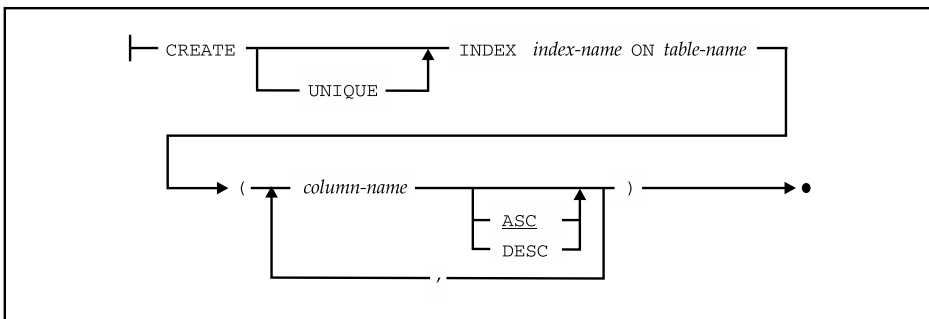 CREATE INDEX index-name ON table-name
UNIQUE
( column-name )
ASC
DESC
,